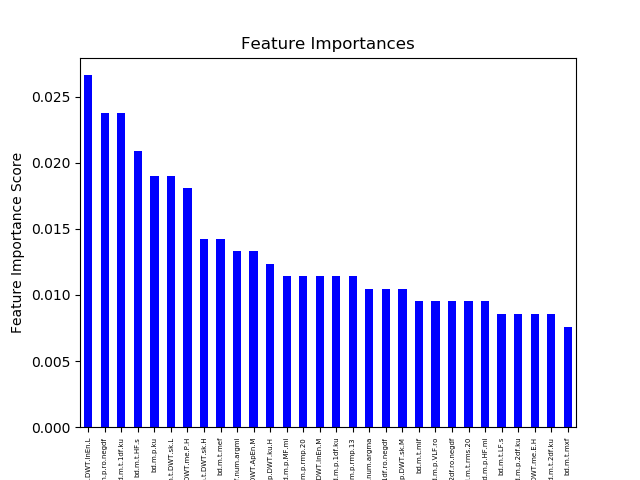 Feature Importances
Feature Importance Score
0.025
0.020
0.015
0.010
0.005
0.000
.DWT.lnEn.L
n.p.ro.negdf
d.m.t.1df.ku
bd.m.t.HF.s
bd.m.p.ku
.t.DWT.sk.L
DWT.me.P.H
.t.DWT.sk.H
bd.m.t.mef
.num.argmi
DWT.ApEn.M
p.DWT.ku.H
d.m.p.MF.mi
m.p.rmp.20
DWT.lnEn.M
d.m.p.1df.ku
m.p.rmp.13
.num.argma
1df.ro.negdf
p.DWT.sk.M
bd.m.t.mif
d.m.p.VLF.ro
2df.ro.negdf
.m.t.rms.20
d.m.p.HF.mi
bd.m.t.LF.s
d.m.p.2df.ku
DWT.me.E.H
d.m.t.2df.ku
bd.m.t.mxf